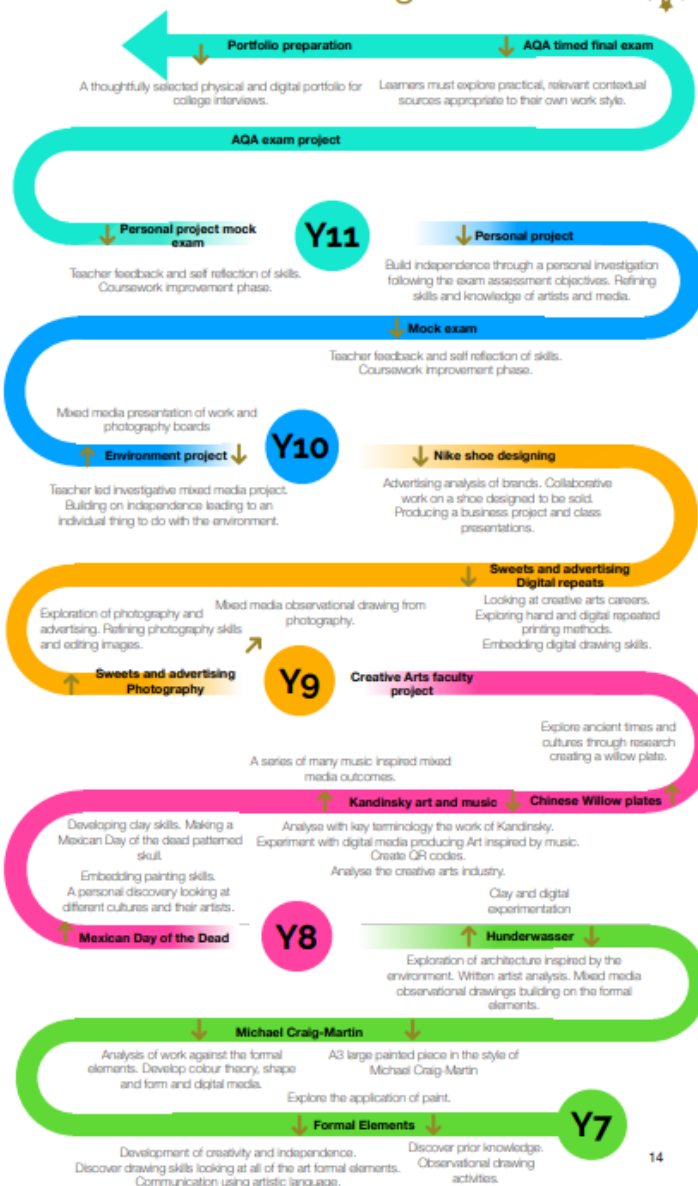 Portfolio preparation
AQA timed final exam
A thoughtfully selected physical and digital portfolio for
college interviews.
Learners must explore practical, relevant contextual
sources appropriate to their own work style.
AQA exam project
Personal project mock
exam
Y11
Personal project
Teacher feedback and self reflection of skills.
Coursework improvement phase.
Build independence through a personal investigation
following the exam assessment objectives. Refining
skills and knowledge of artists and media.
Mock exam
Teacher feedback and self reflection of skills.
Coursework improvement phase.
Mixed media presentation of work and
photography boards
Environment project
Y10
Nike shoe designing
Teacher led investigative mixed media project.
Building on independence leading to an
individual thing to do with the environment.
Advertising analysis of brands. Collaborative
work on a shoe designed to be sold.
Producing a business project and class
presentations.
Sweets and advertising
Digital repeats
Exploration of photography and
advertising. Refining photography skills
and editing images.
Mixed media observational drawing from
photography.
Looking at creative arts careers.
Exploring hand and digital repeated
printing methods.
Embedding digital drawing skills.
Sweets and advertising
Photography
Y9
Creative Arts faculty
project
Explore ancient times and
cultures through research
creating a willow plate.
A series of many music inspired mixed
media outcomes.
Kandinsky art and music
Chinese Willow plates
Developing clay skills. Making a
Mexican Day of the dead patterned
skull.
Embedding painting skills.
A personal discovery looking at
different cultures and their artists.
Analyse with key terminology the work of Kandinsky.
Experiment with digital media producing Art inspired by music.
Create QR codes.
Analyse the creative arts industry.
Clay and digital
experimentation
Mexican Day of the Dead
Y8
Hunderwasser
Exploration of architecture inspired by the
environment. Written artist analysis. Mixed media
observational drawings building on the formal
elements.
Michael Craig-Martin
Analysis of work against the formal
elements. Develop colour theory, shape
and form and digital media.
A3 large painted piece in the style of
Michael Craig-Martin
Explore the application of paint.
Formal Elements
Y7
Development of creativity and independence.
Discover drawing skills looking at all of the art formal elements.
Communication using artistic language.
Discover prior knowledge.
Observational drawing
activities.
14